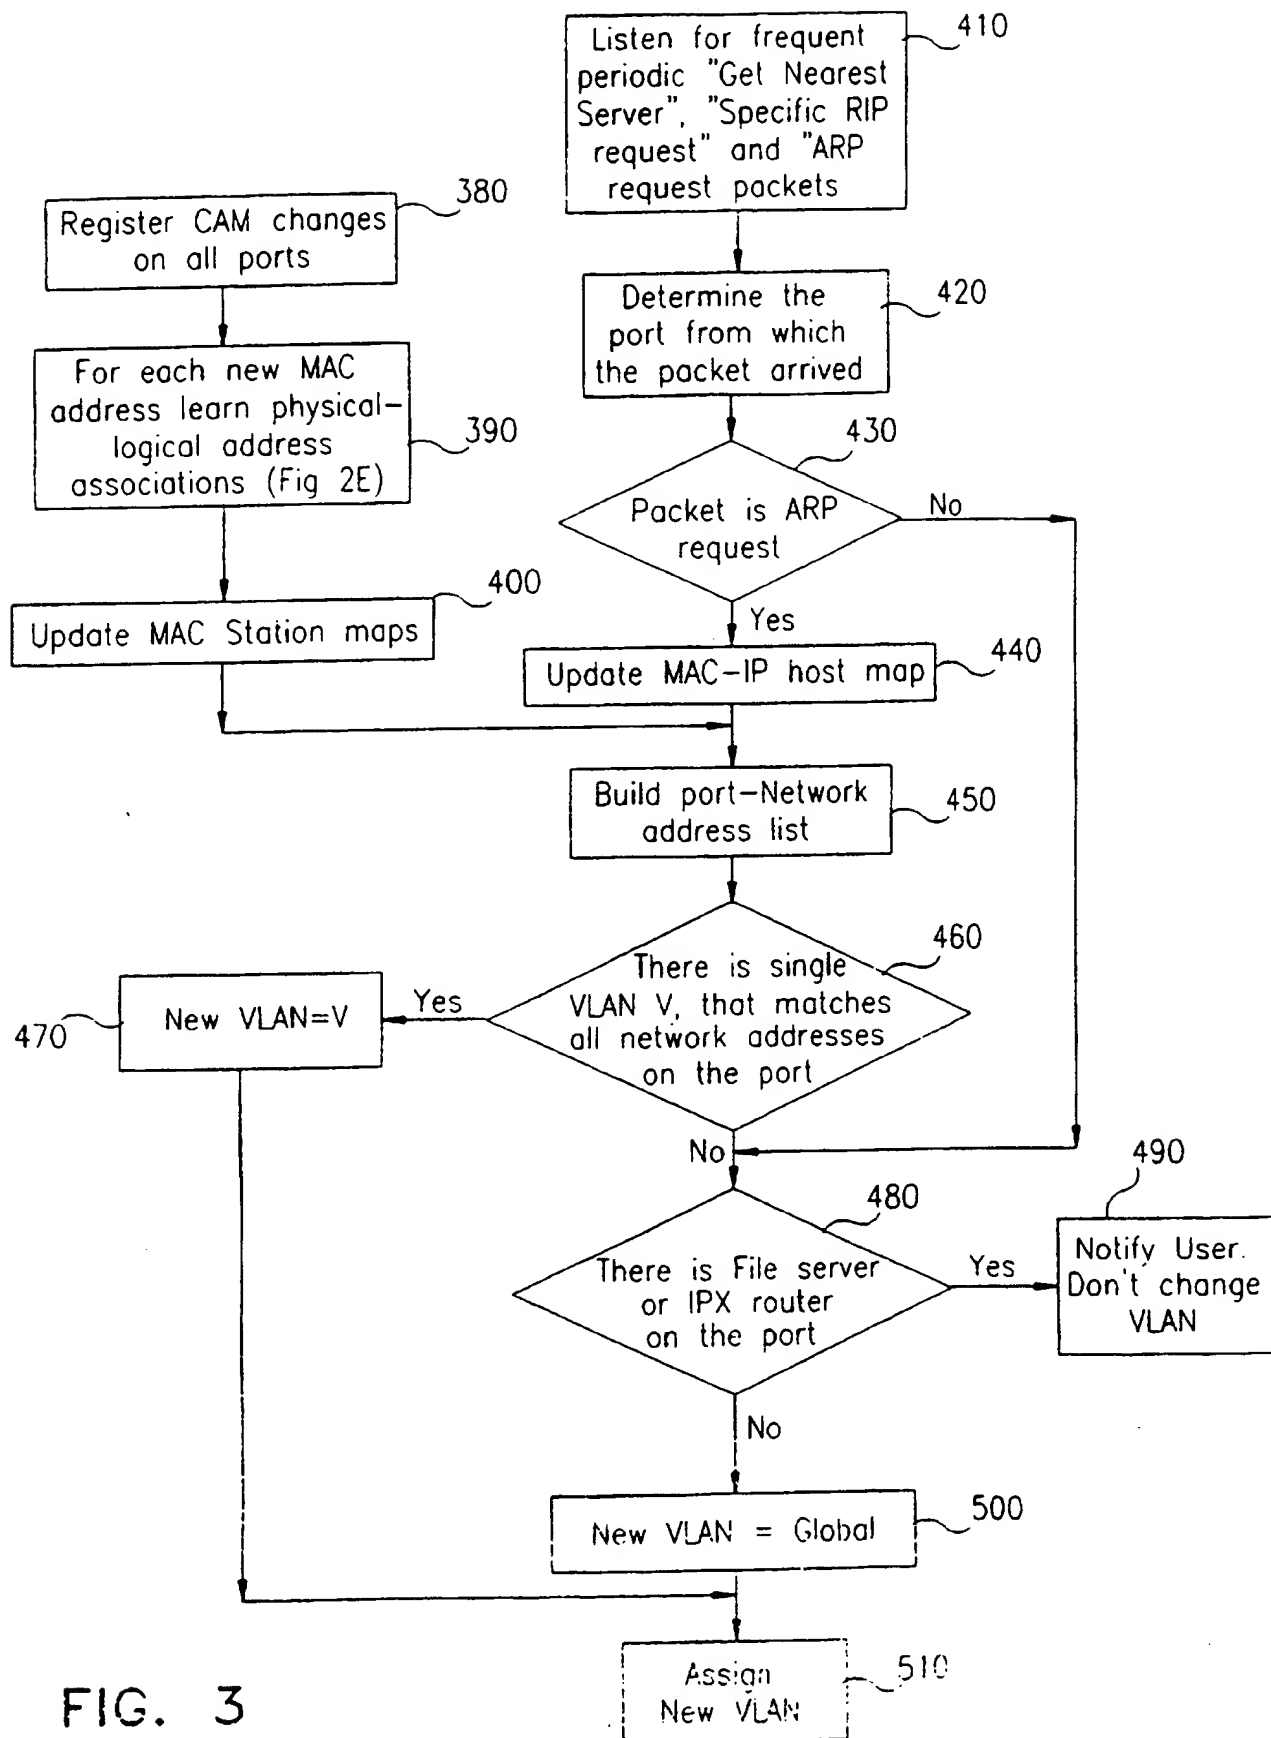 Listen for frequent
periodic "Get Nearest
Server", "Specific RIP
request" and "ARP
request packets
410
Register CAM changes
on all ports
380
Determine the
port from which
the packet arrived
420
For each new MAC
address learn physical-
logical address
associations (Fig 2E)
390
Packet is ARP
request
430
No
Yes
Update MAC Station maps
400
Update MAC-IP host map
440
Build port-Network
address list
450
There is single
VLAN V, that matches
all network addresses
on the port
460
Yes
New VLAN=V
470
No
There is File server
or IPX router
on the port
480
Yes
Notify User.
Don't change
VLAN
490
No
New VLAN = Global
500
Assign
New VLAN
510
FIG. 3